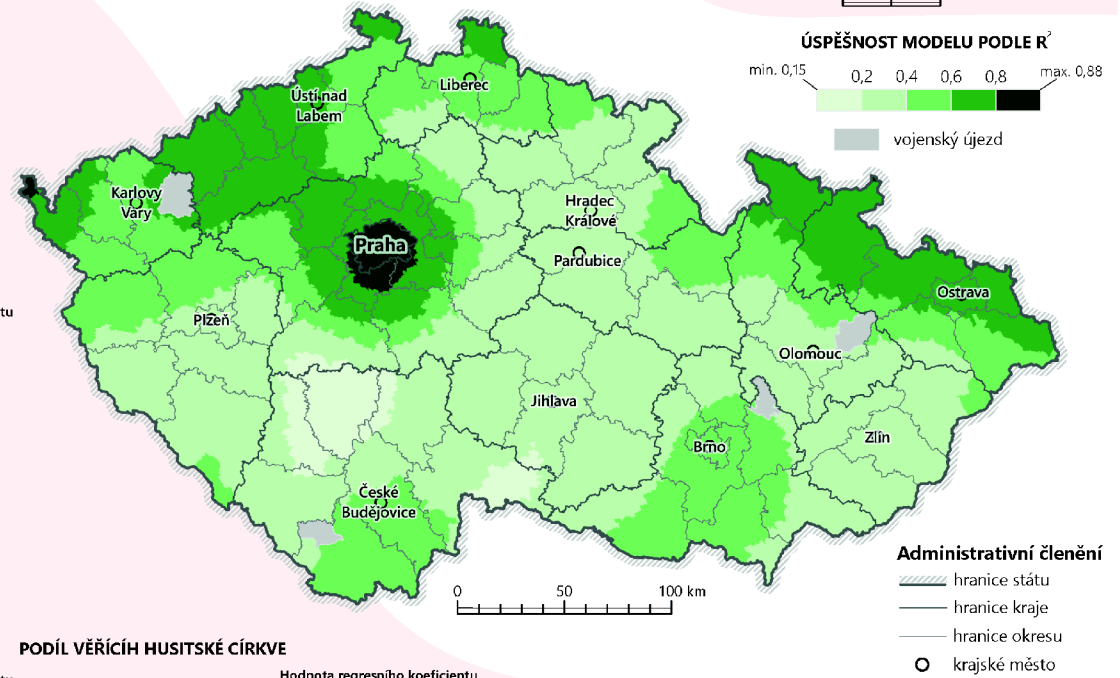 ÚSPĚŠNOST MODELU PODLE R²
min. 0,15
0,2
0,4
0,6
0,8
max. 0,88
vojenský újezd
Liberec
Ústí nad
Labem
Karlovy
Vary
Hradec
Králové
Praha
Pardubice
Ostrava
tu
Plzeň
Olomouc
Jihlava
Brno
Zlín
České
Budějovice
Administrativní členění
hranice státu
0
50
100 km
hranice kraje
hranice okresu
PODÍL VĚŘÍCÍH HUSITSKÉ CÍRKVE
krajské město
Hodnota regresního koeficientu